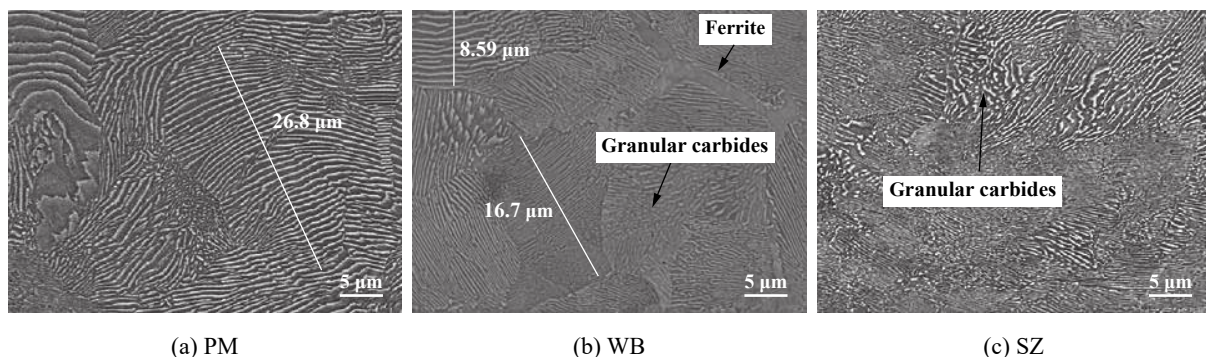 26.8 μm
5 μm
8.59 μm
Ferrite
Granular carbides
16.7 μm
5 μm
Granular carbides
5 μm
(a) PM
(b) WB
(c) SZ